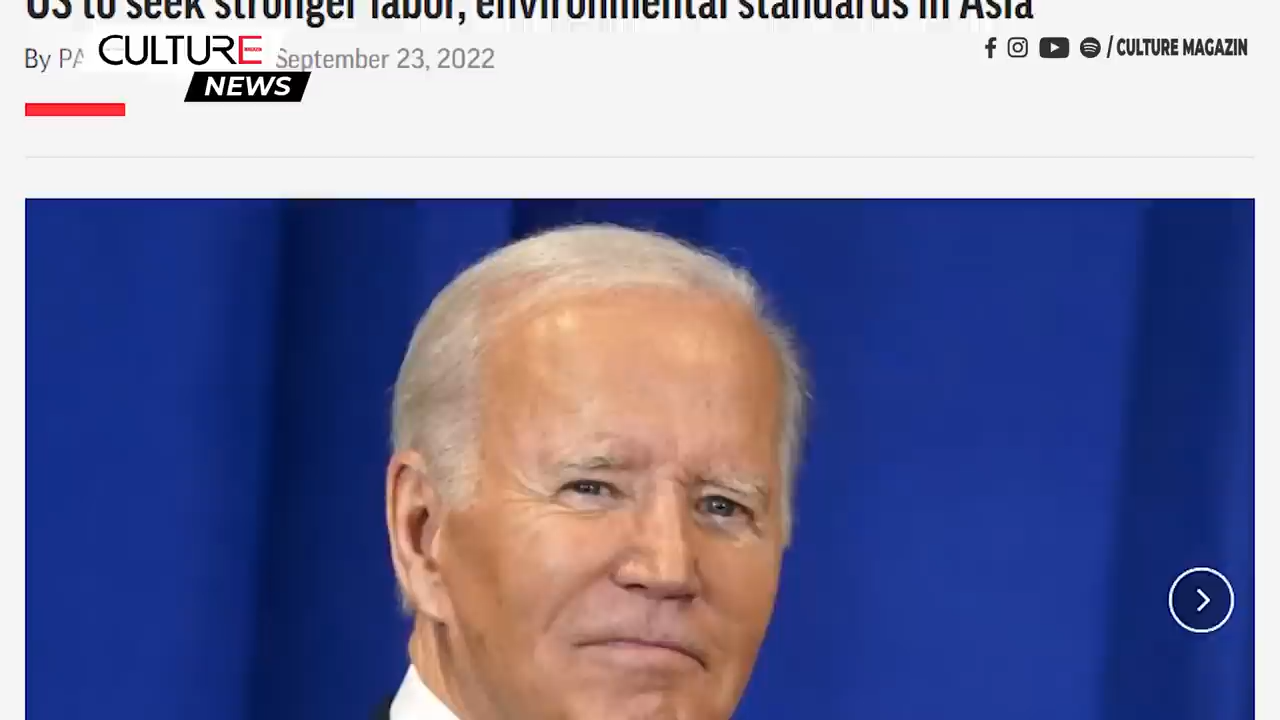 US to seek stronger labor, environmental standards in Asia
By PA September 23, 2022
CULTURE
NEWS
/ CULTURE MAGAZIN